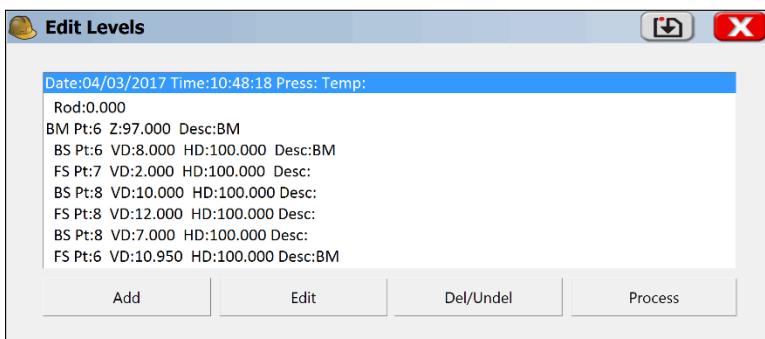 Edit Levels
Date:04/03/2017 Time:10:48:18 Press: Temp:
Rod:0.000
BM Pt:6 Z:97.000 Desc:BM
BS Pt:6 VD:8.000 HD:100.000 Desc:BM
FS Pt:7 VD:2.000 HD:100.000 Desc:
BS Pt:8 VD:10.000 HD:100.000 Desc:
FS Pt:8 VD:12.000 HD:100.000 Desc:
BS Pt:8 VD:7.000 HD:100.000 Desc:
FS Pt:6 VD:10.950 HD:100.000 Desc:BM
Add Edit Del/Undel Process